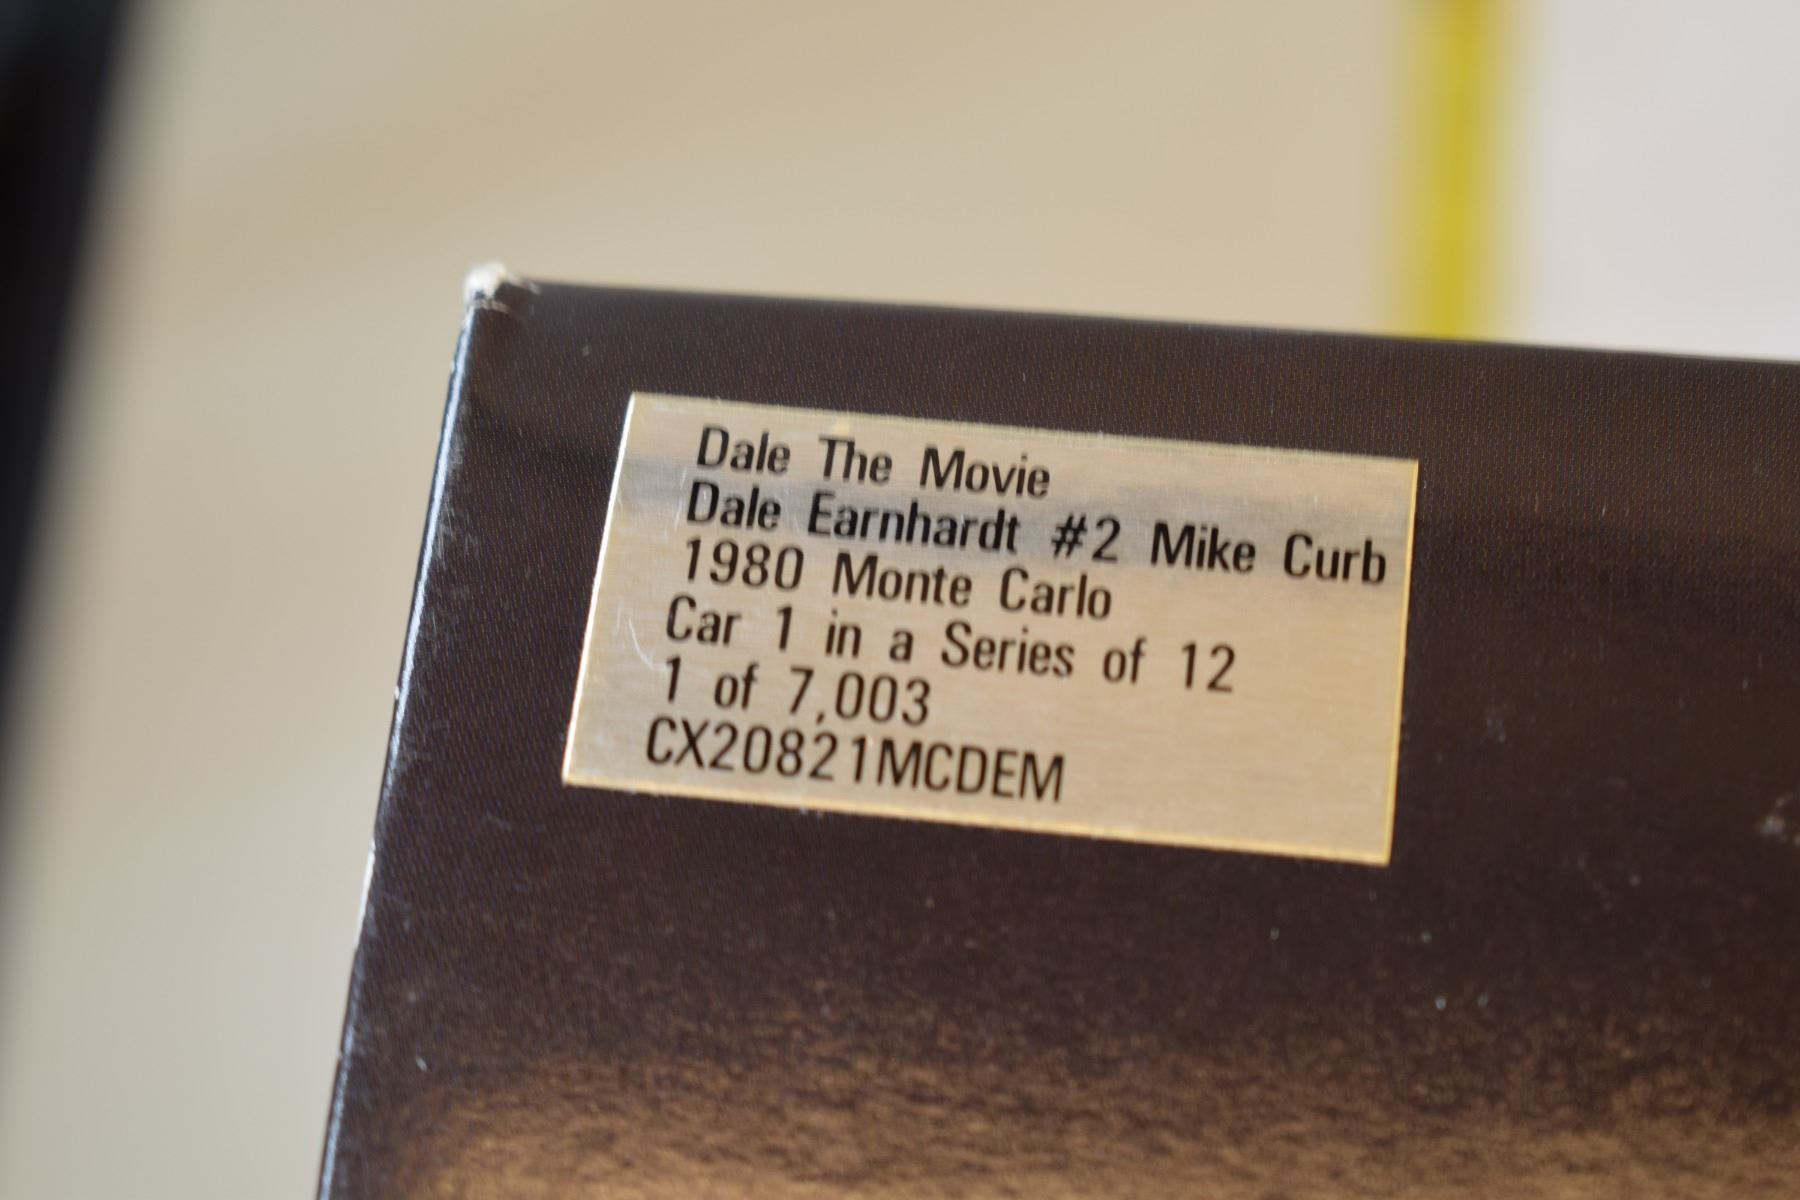 Dale The Movie
Dale Earnhardt #2 Mike Curb
1980 Monte Carlo
Car 1 in a Series of 12
1 of 7,003
CX20821MCDEM